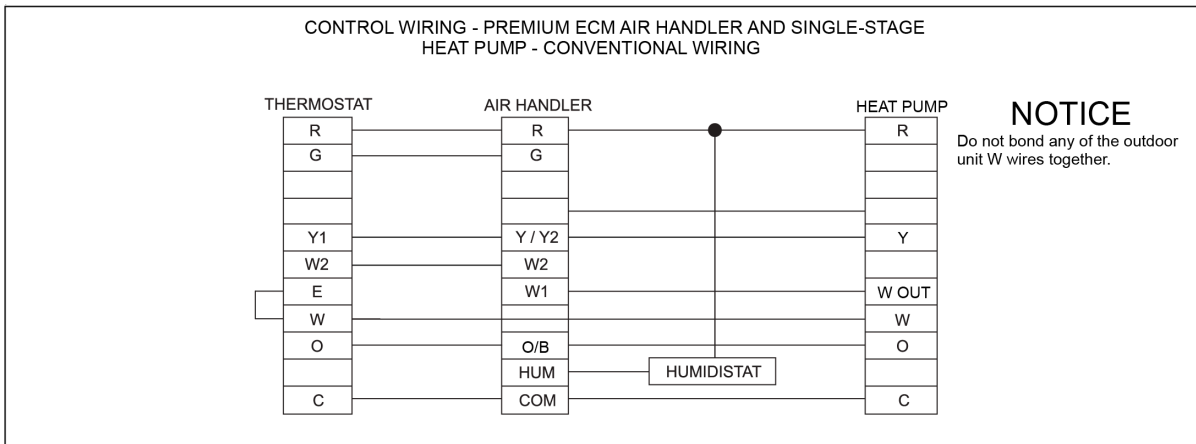 CONTROL WIRING - PREMIUM ECM AIR HANDLER AND SINGLE-STAGE
HEAT PUMP - CONVENTIONAL WIRING
THERMOSTAT
R
G
Y1
W2
E
W
O
C
AIR HANDLER
R
G
Y / Y2
W2
W1
O/B
HUM
COM
HUMIDISTAT
HEAT PUMP
R
Y
W OUT
W
O
C
NOTICE
Do not bond any of the outdoor
unit W wires together.